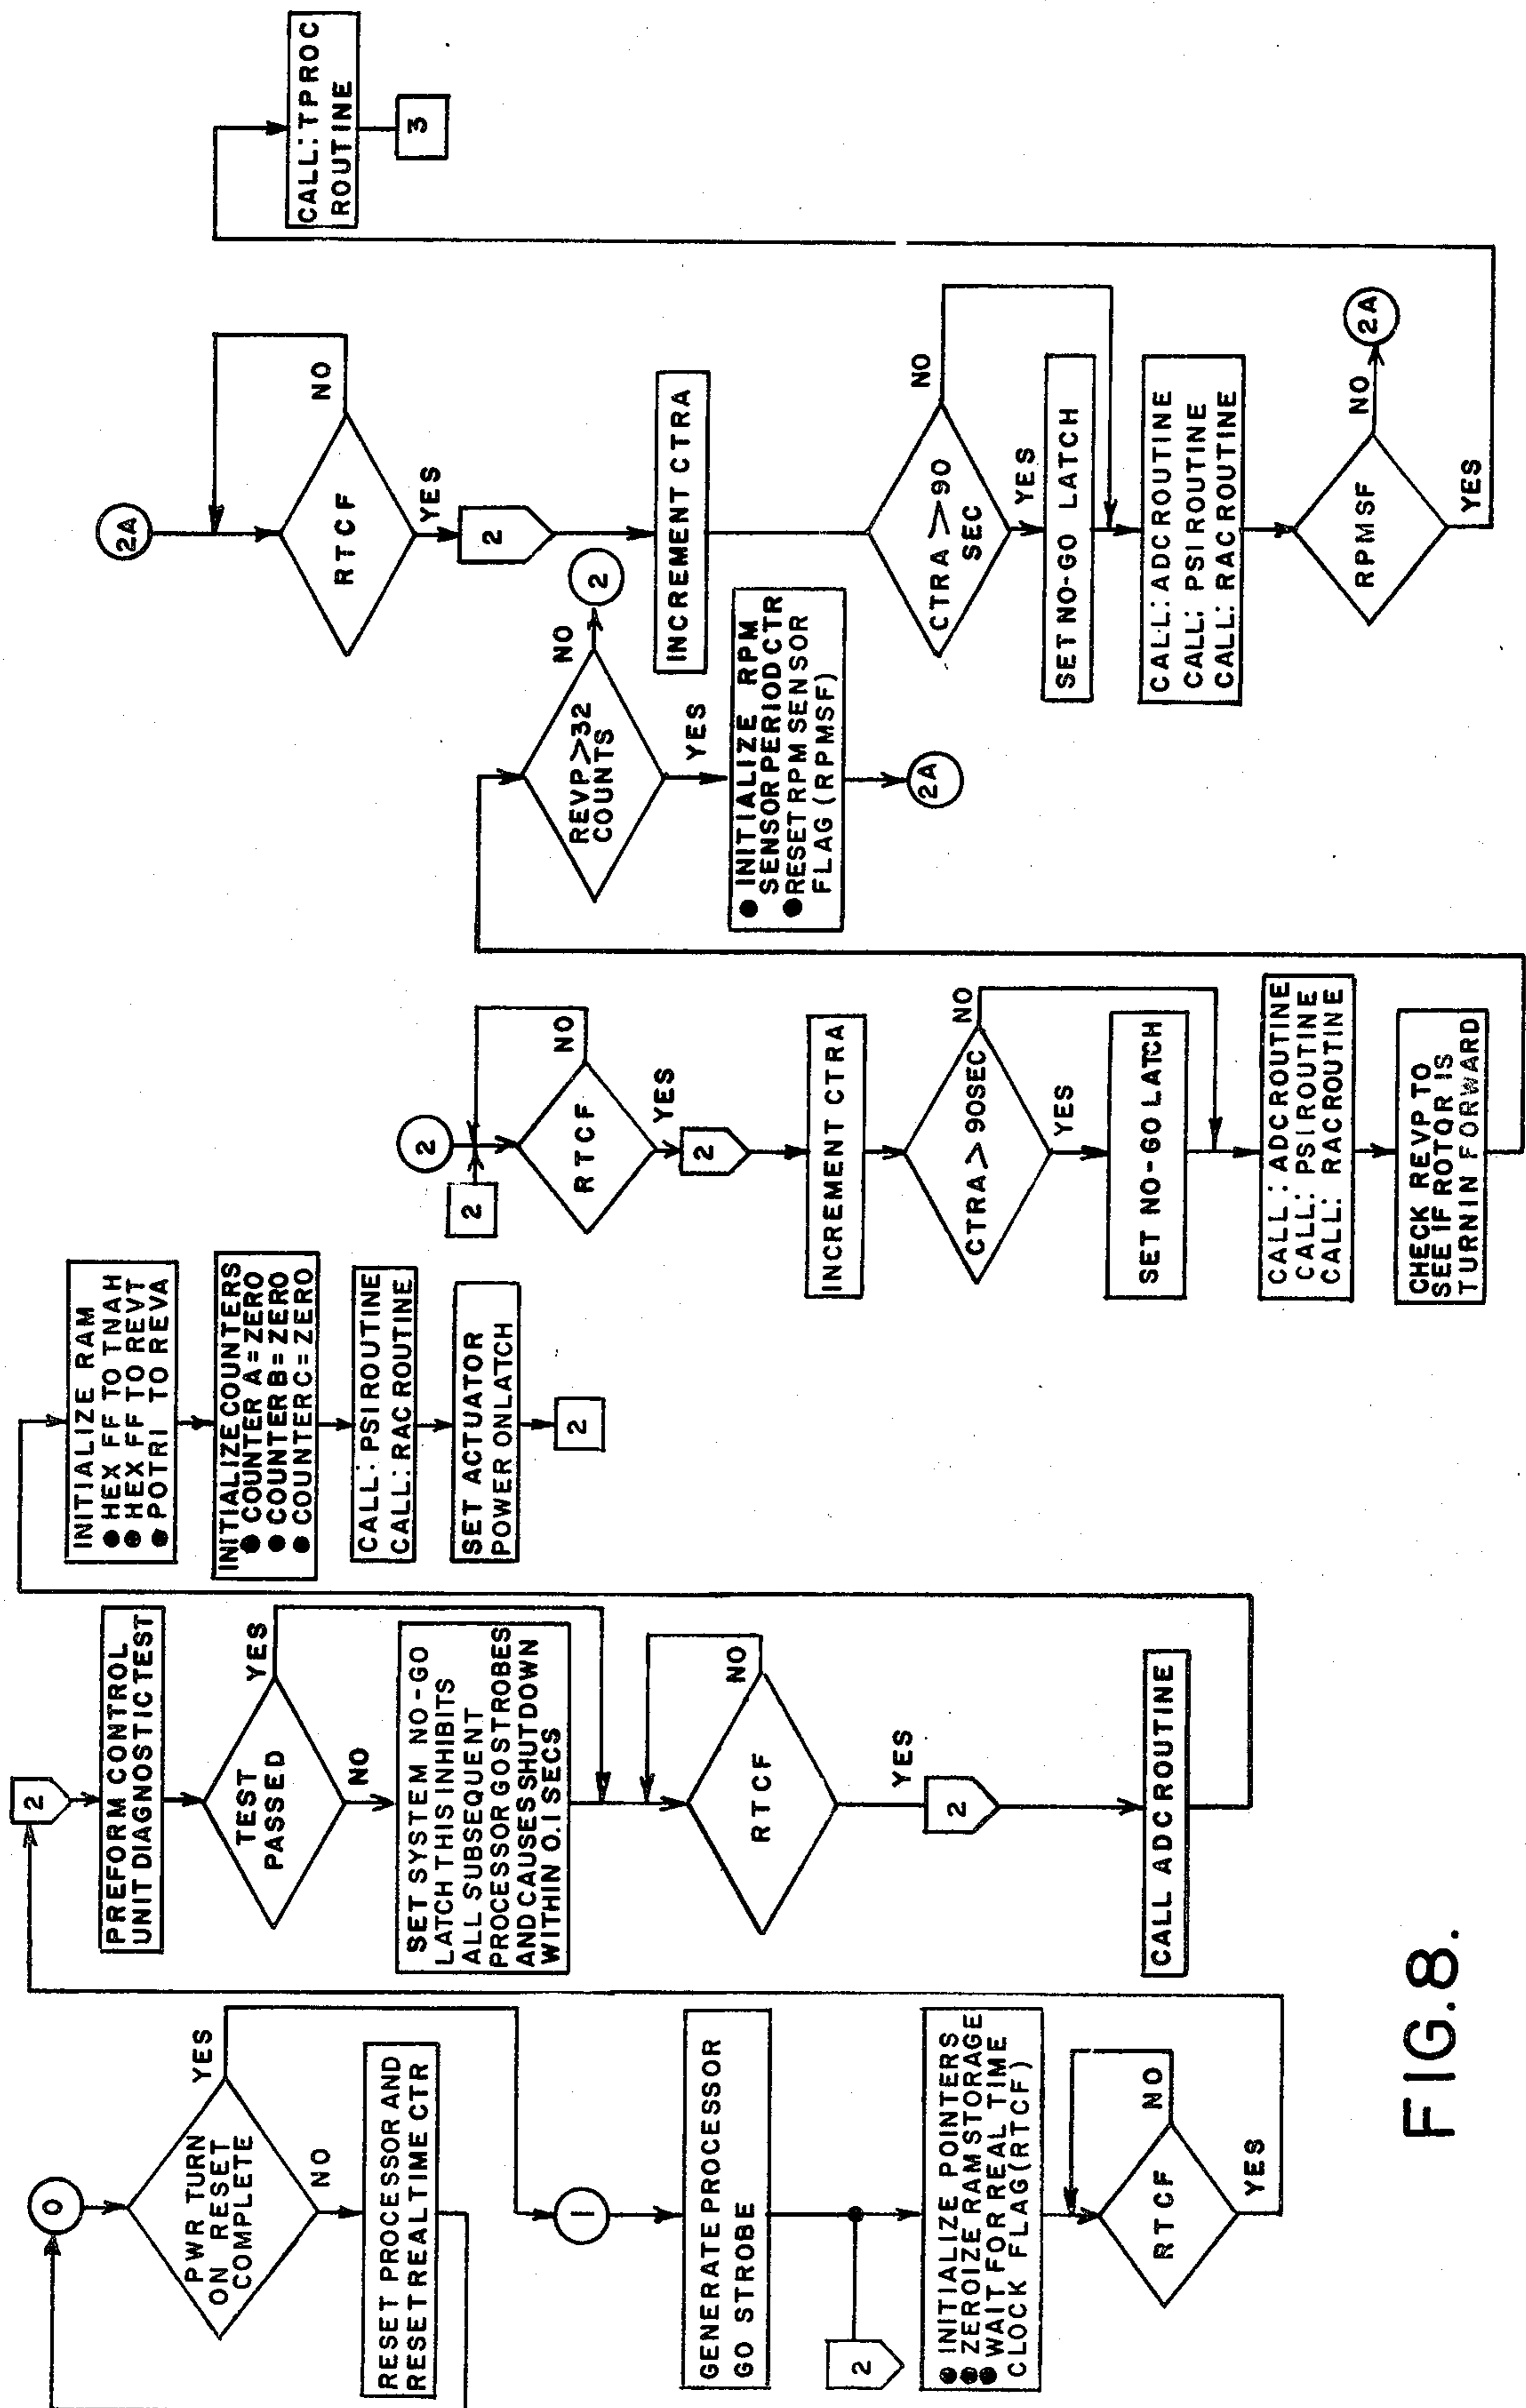 0
PWR TURN
ON RESET
COMPLETE
YES
NO
RESET PROCESSOR AND
RESET REAL TIME CTR
1
GENERATE PROCESSOR
GO STROBE
2
● INITIALIZE POINTERS
● ZEROIZE RAM STORAGE
● WAIT FOR REAL TIME
CLOCK FLAG (RTCF)
RTCF
NO
YES
2
PREFORM CONTROL
UNIT DIAGNOSTIC TEST
TEST
PASSED
YES
NO
SET SYSTEM NO-GO
LATCH THIS INHIBITS
ALL SUBSEQUENT
PROCESSOR GO STROBES
AND CAUSES SHUTDOWN
WITHIN 0.1 SECS
RTCF
NO
YES
2
CALL ADC ROUTINE
INITIALIZE RAM
● HEX FF TO TNAH
● HEX FF TO REVT
● POTRI TO REVA
INITIALIZE COUNTERS
● COUNTER A = ZERO
● COUNTER B = ZERO
● COUNTER C = ZERO
CALL: PSI ROUTINE
CALL: RAC ROUTINE
SET ACTUATOR
POWER ON LATCH
2
2
2
RTCF
NO
YES
2
INCREMENT CTRA
CTRA > 90SEC
NO
YES
SET NO-GO LATCH
CALL: ADC ROUTINE
CALL: PSI ROUTINE
CALL: RAC ROUTINE
CHECK REVP TO
SEE IF ROTOR IS
TURNIN FORWARD
REVP > 32
COUNTS
NO
2
YES
● INITIALIZE RPM
SENSOR PERIOD CTR
● RESET RPM SENSOR
FLAG (RPMSF)
2A
2A
RTCF
NO
YES
2
INCREMENT CTRA
CTRA > 90
SEC
NO
YES
SET NO-GO LATCH
CALL: ADC ROUTINE
CALL: PSI ROUTINE
CALL: RAC ROUTINE
RPMSF
NO
2A
YES
CALL: TPROC
ROUTINE
3
FIG. 8.